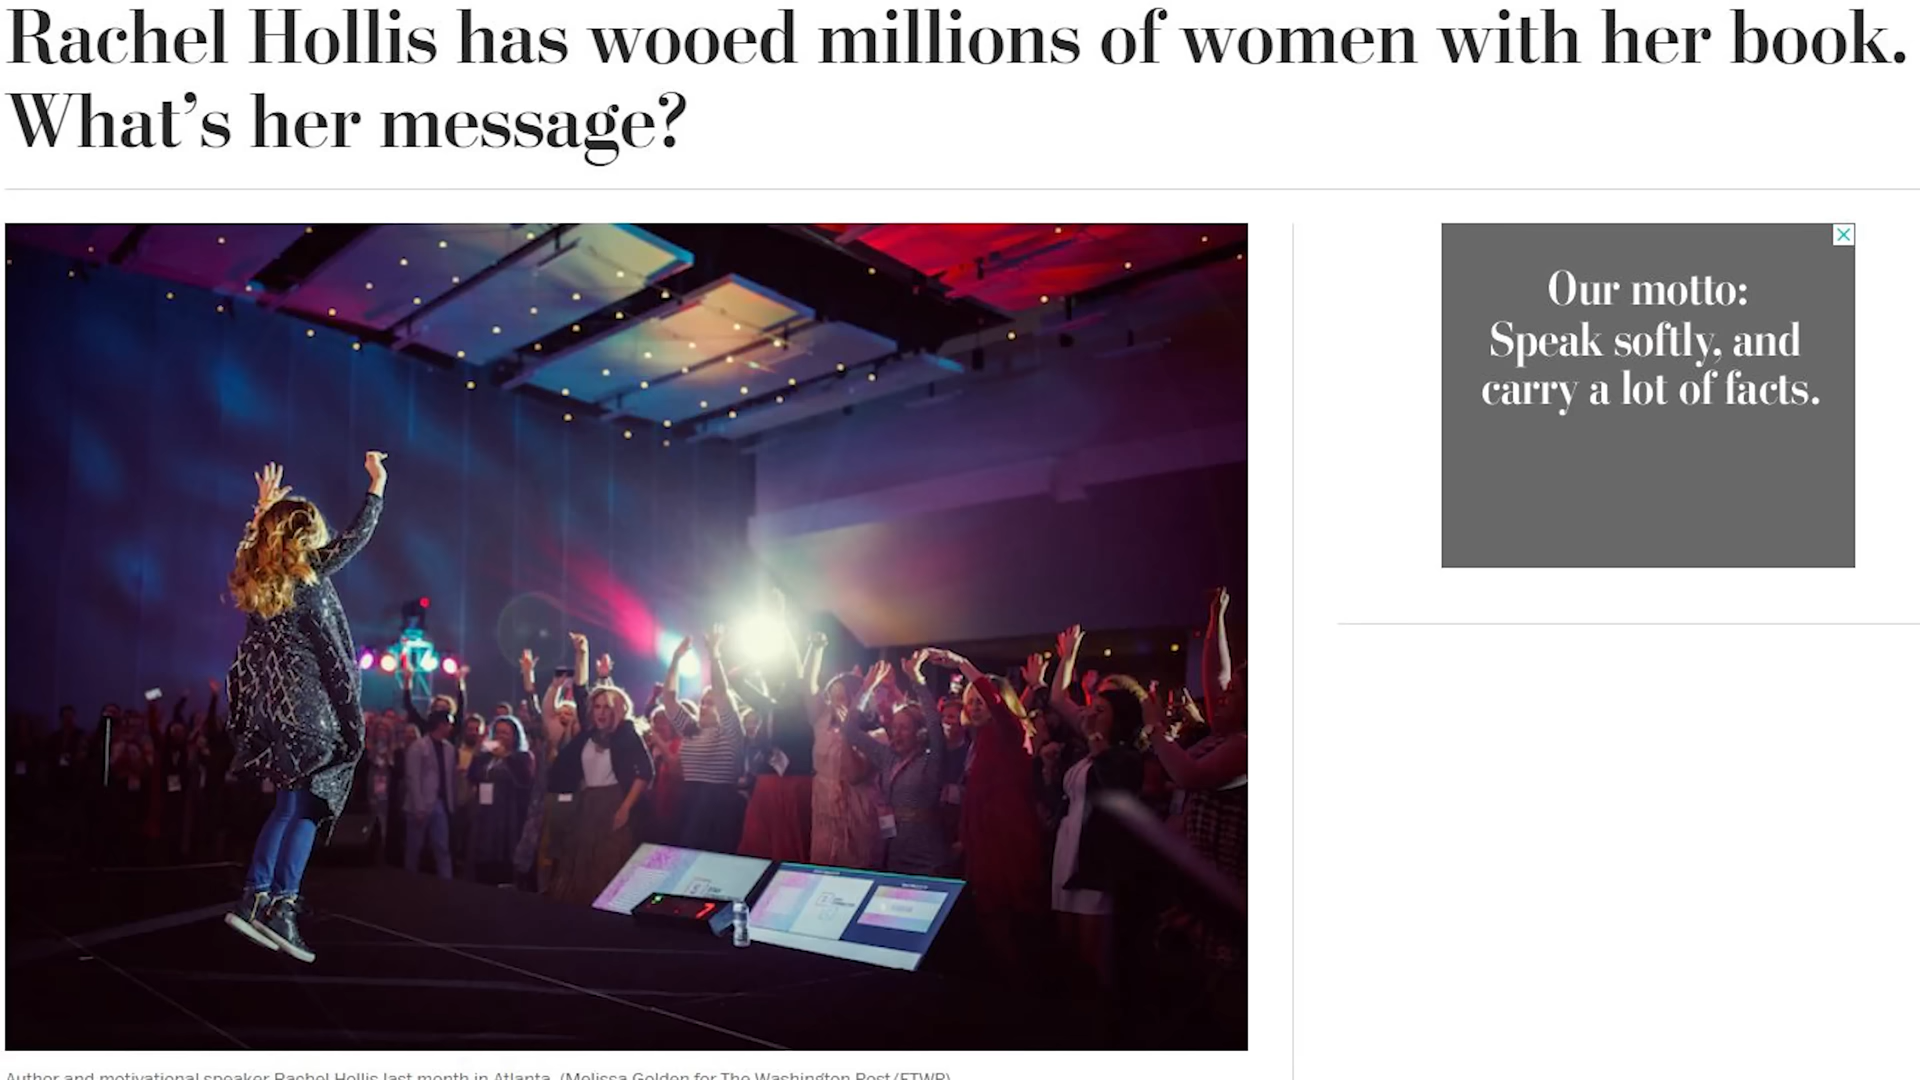 Rachel Hollis has wooed millions of women with her book.
What's her message?
Our motto:
Speak softly, and
carry a lot of facts.
Author and motivational speaker Rachel Hollis last month in Atlanta. (Melissa Golden for The Washington Post/FTWP)